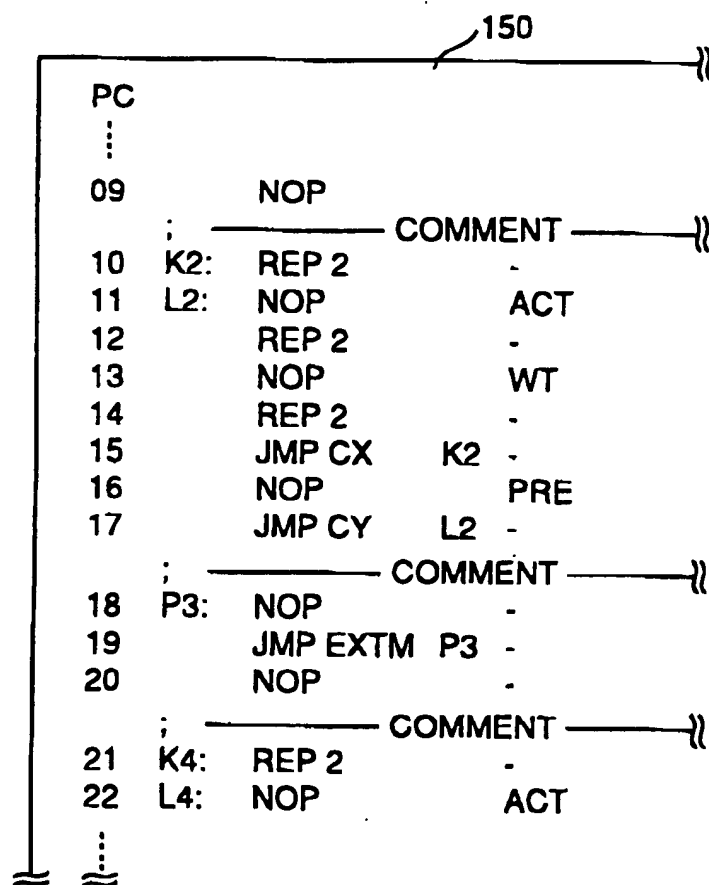 150
PC
09 NOP
; COMMENT
10 K2: REP 2 -
11 L2: NOP ACT
12 REP 2 -
13 NOP WT
14 REP 2 -
15 JMP CX K2 -
16 NOP PRE
17 JMP CY L2 -
; COMMENT
18 P3: NOP -
19 JMP EXTM P3 -
20 NOP -
; COMMENT
21 K4: REP 2 -
22 L4: NOP ACT